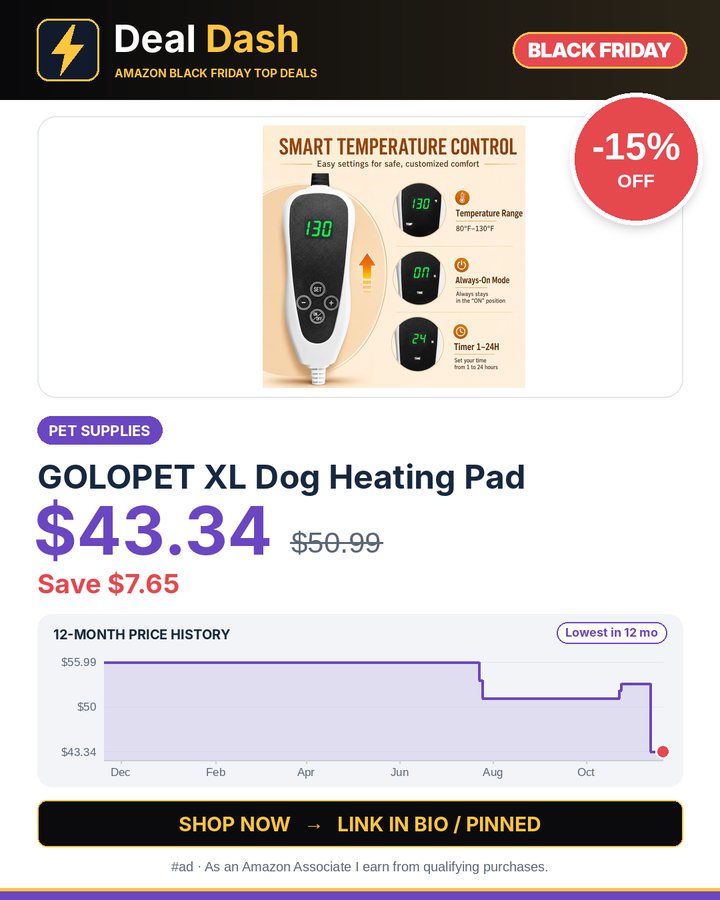 Deal Dash
AMAZON BLACK FRIDAY TOP DEALS
BLACK FRIDAY
-15%
OFF
SMART TEMPERATURE CONTROL
Easy settings for safe, customized comfort
130
SET
−
+
ON/OFF
130
TEMP
Temperature Range
80°F–130°F
ON
TIME
Always-On Mode
Always stays
in the "ON" position
24
TIME
Timer 1–24H
Set your time
from 1 to 24 hours
PET SUPPLIES
GOLOPET XL Dog Heating Pad
$43.34 $50.99
Save $7.65
12-MONTH PRICE HISTORY
Lowest in 12 mo
$55.99
$50
$43.34
Dec Feb Apr Jun Aug Oct
SHOP NOW → LINK IN BIO / PINNED
#ad · As an Amazon Associate I earn from qualifying purchases.